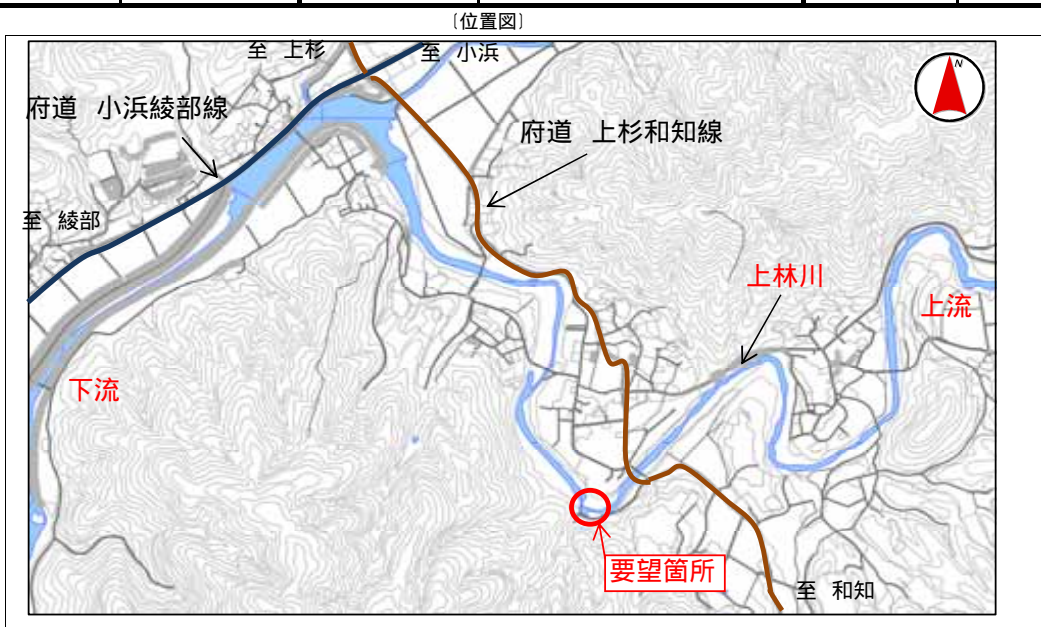 〔位置図〕
至 上杉
至 小浜
N
府道 小浜綾部線
府道 上杉和知線
至 綾部
上林川
上流
下流
要望箇所
至 和知